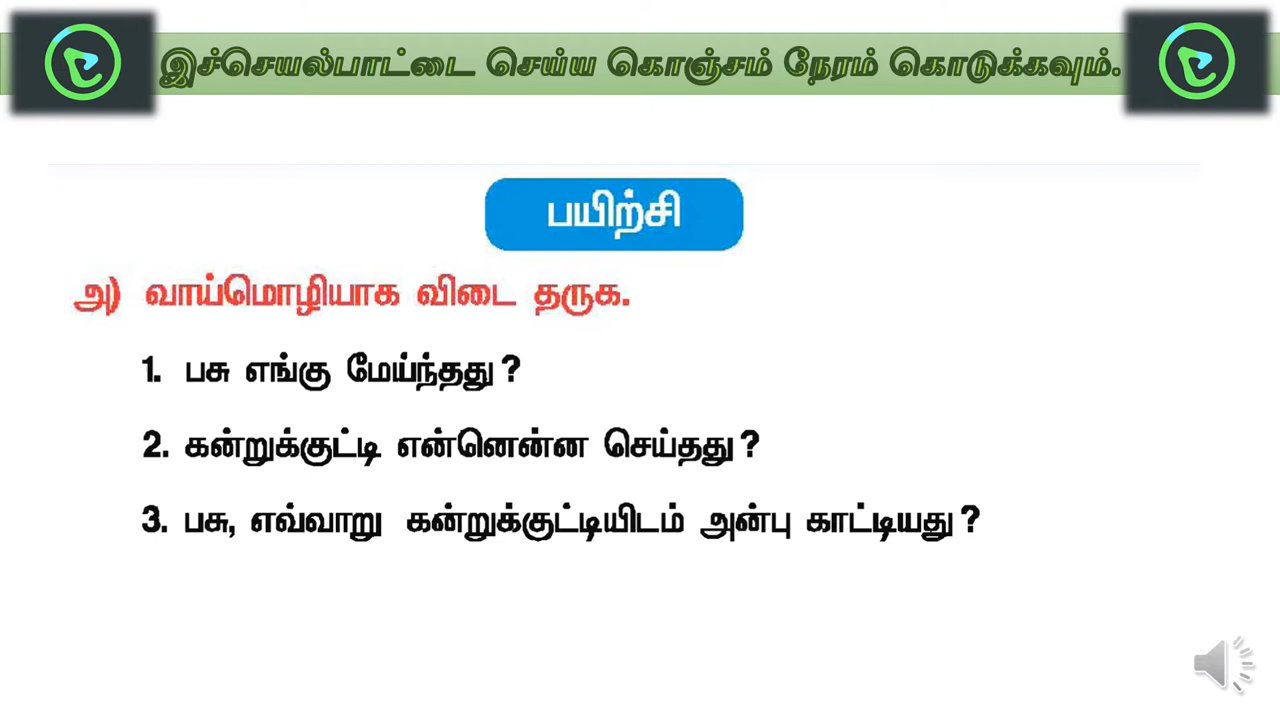 இச்செயல்பாட்டை செய்ய கொஞ்சம் நேரம் கொடுக்கவும்.
பயிற்சி
அ) வாய்மொழியாக விடை தருக.
1. பசு எங்கு மேய்ந்தது?
2. கன்றுக்குட்டி என்னென்ன செய்தது?
3. பசு, எவ்வாறு கன்றுக்குட்டியிடம் அன்பு காட்டியது?